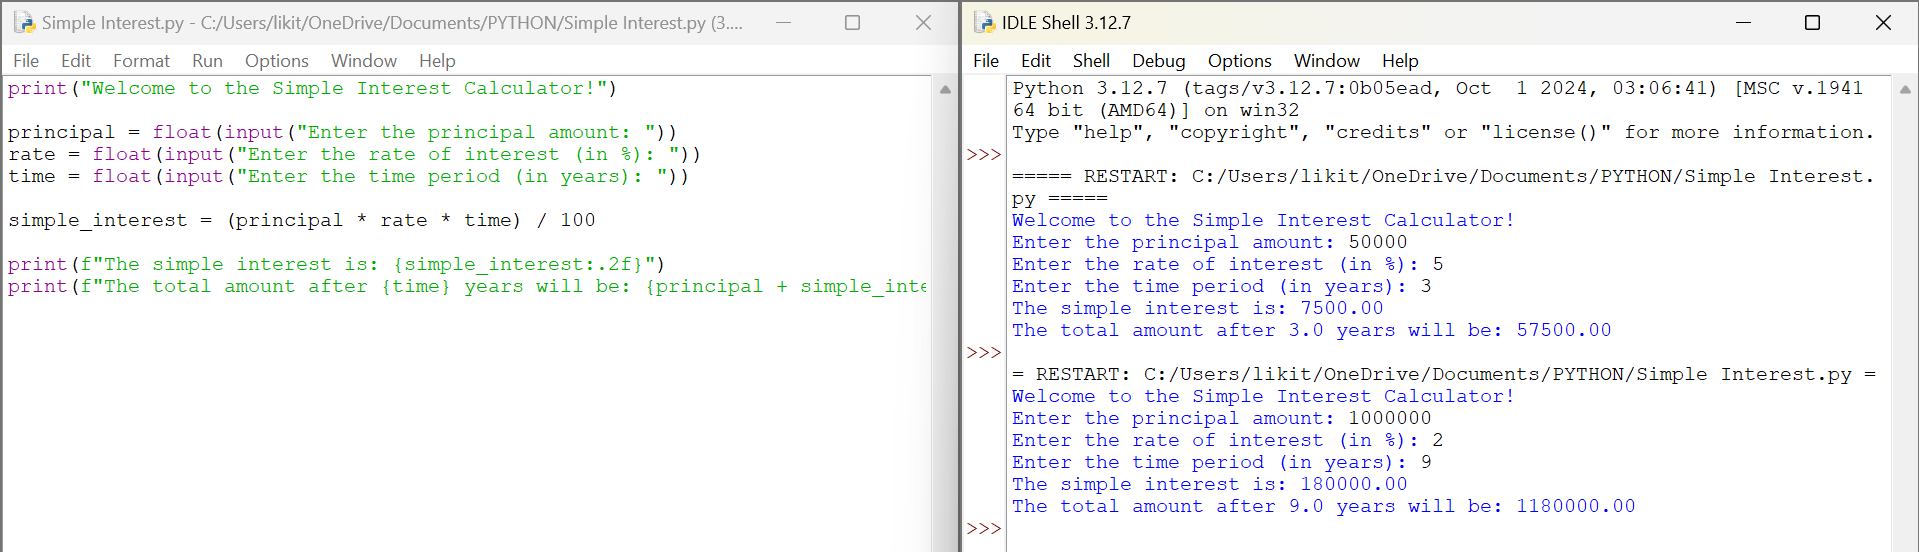 Simple Interest.py - C:/Users/likit/OneDrive/Documents/PYTHON/Simple Interest.py (3....
File Edit Format Run Options Window Help
print("Welcome to the Simple Interest Calculator!")
principal = float(input("Enter the principal amount: "))
rate = float(input("Enter the rate of interest (in %): "))
time = float(input("Enter the time period (in years): "))
simple_interest = (principal * rate * time) / 100
print(f"The simple interest is: {simple_interest:.2f}")
print(f"The total amount after {time} years will be: {principal + simple_inte
IDLE Shell 3.12.7
File Edit Shell Debug Options Window Help
Python 3.12.7 (tags/v3.12.7:0b05ead, Oct  1 2024, 03:06:41) [MSC v.1941
64 bit (AMD64)] on win32
Type "help", "copyright", "credits" or "license()" for more information.
>>>
===== RESTART: C:/Users/likit/OneDrive/Documents/PYTHON/Simple Interest.
py =====
Welcome to the Simple Interest Calculator!
Enter the principal amount: 50000
Enter the rate of interest (in %): 5
Enter the time period (in years): 3
The simple interest is: 7500.00
The total amount after 3.0 years will be: 57500.00
>>>
= RESTART: C:/Users/likit/OneDrive/Documents/PYTHON/Simple Interest.py =
Welcome to the Simple Interest Calculator!
Enter the principal amount: 1000000
Enter the rate of interest (in %): 2
Enter the time period (in years): 9
The simple interest is: 180000.00
The total amount after 9.0 years will be: 1180000.00
>>>